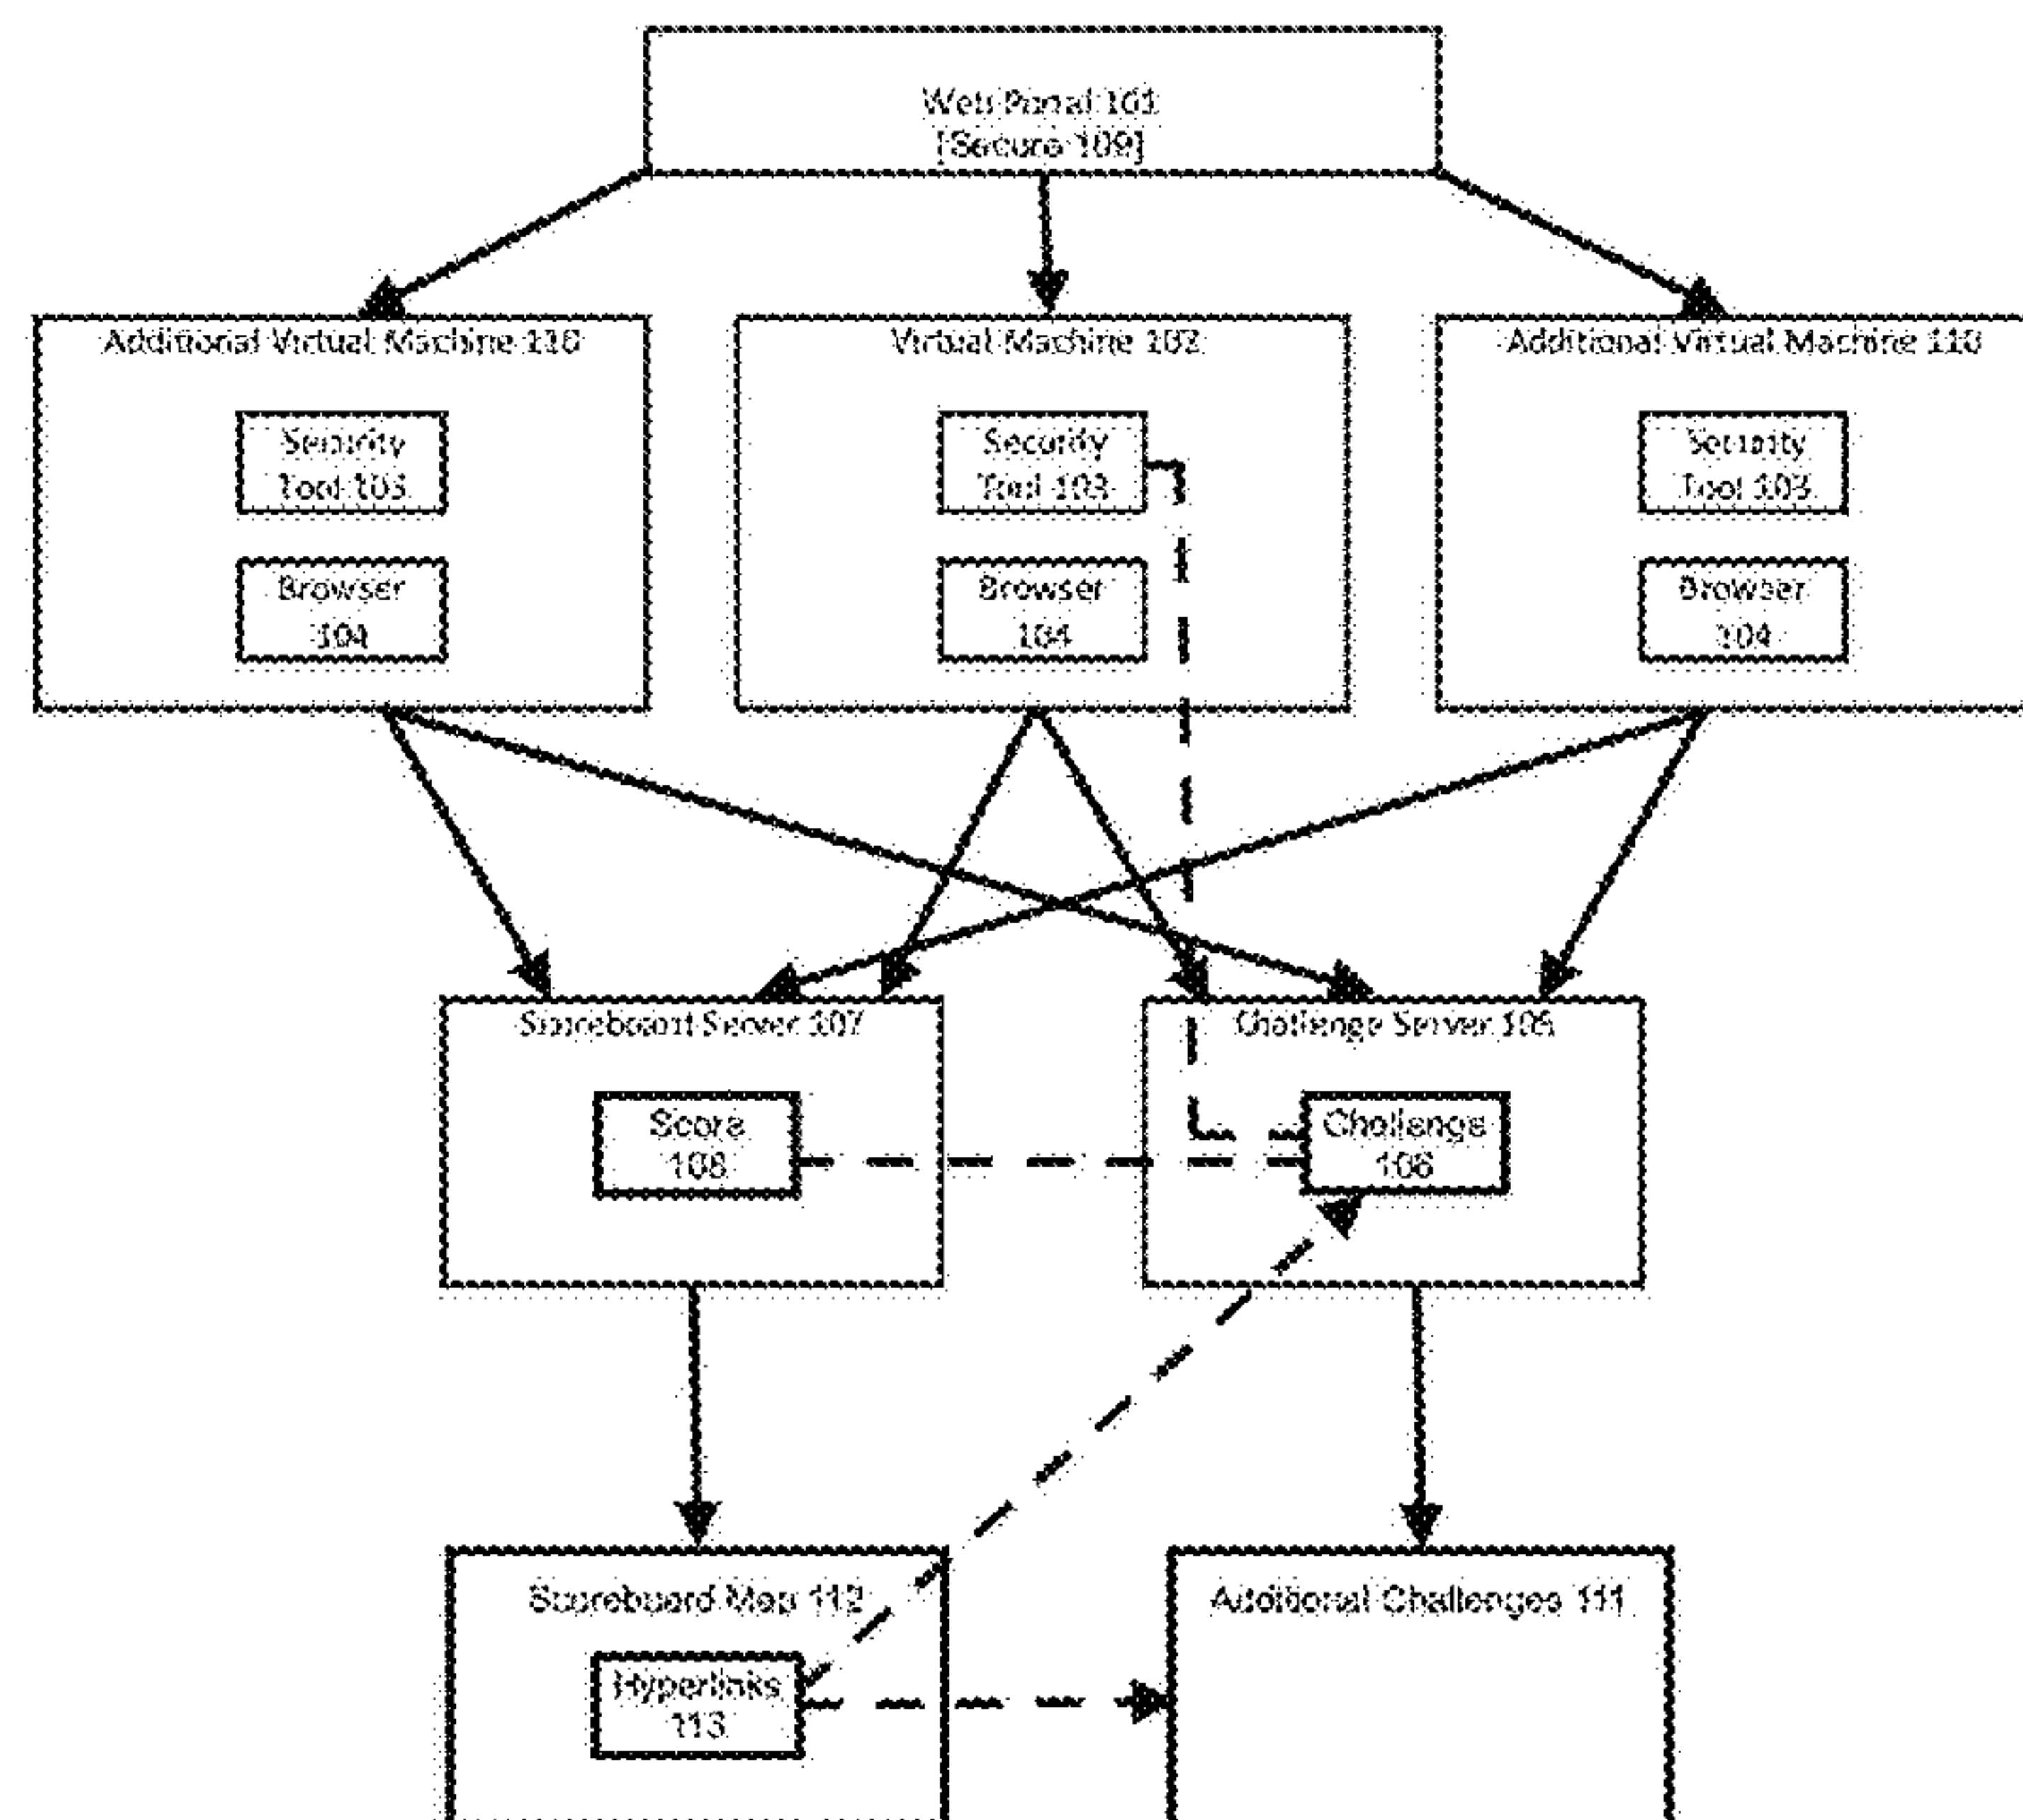 Web Portal 101
[Secure 109]
Additional Virtual Machine 110
Virtual Machine 102
Additional Virtual Machine 110
Security
Tool 103
Security
Tool 103
Security
Tool 103
Browser
104
Browser
104
Browser
104
Scoreboard Server 107
Challenge Server 105
Score
108
Challenge
106
Scoreboard Map 112
Additional Challenges 111
Hyperlinks
113